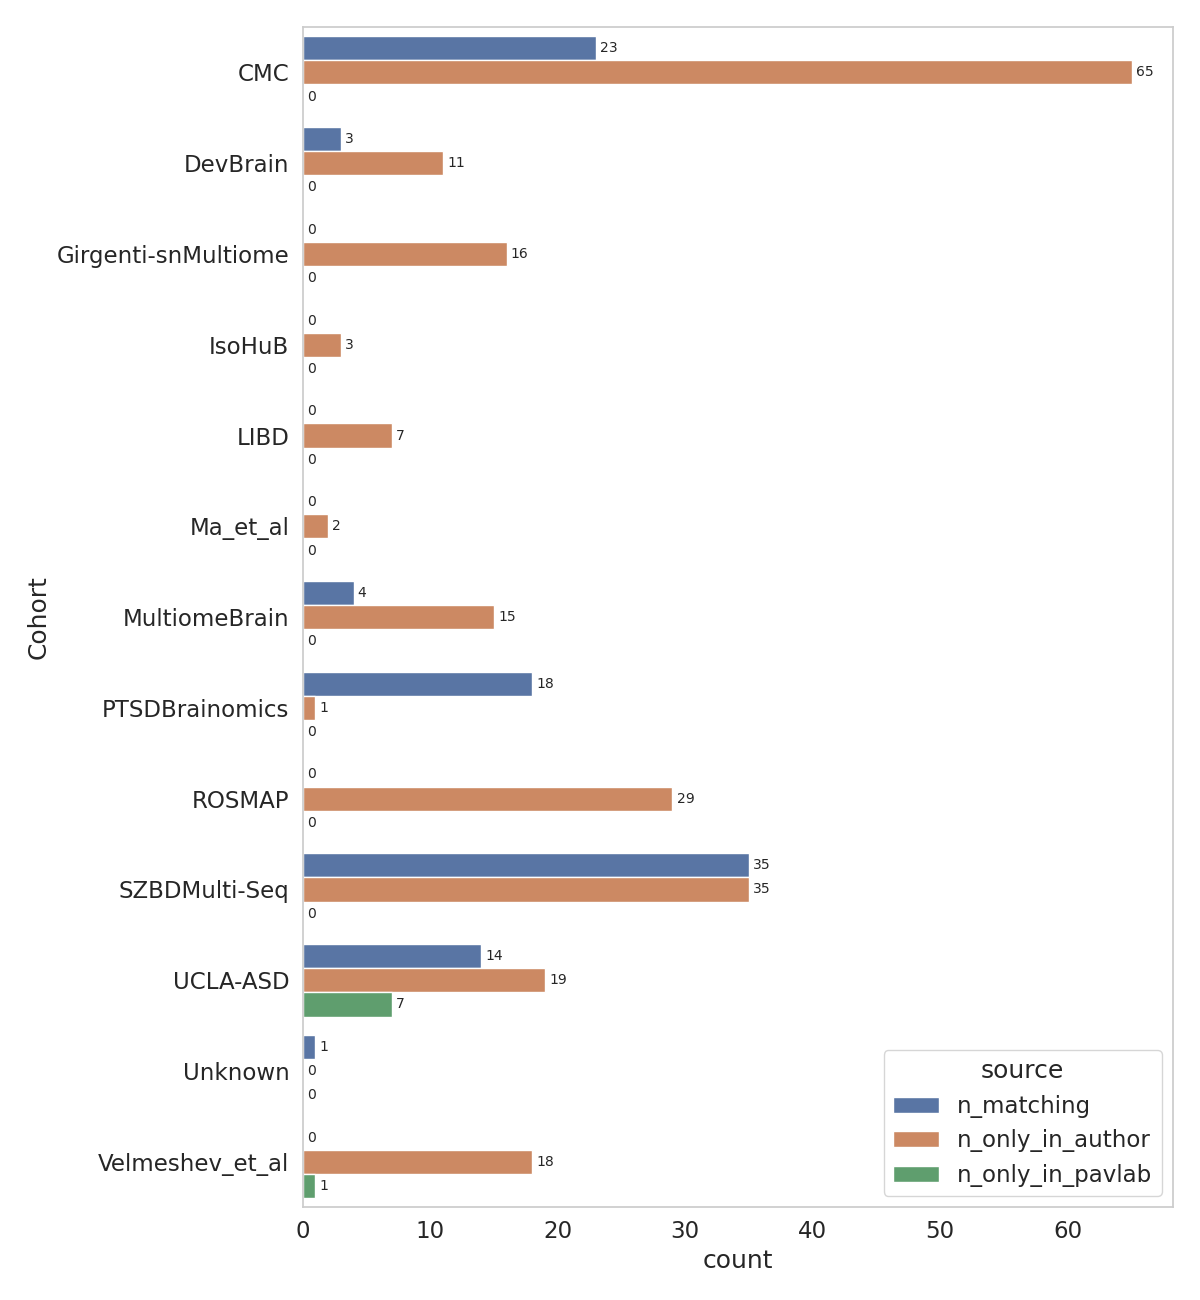 CMC
23
65
0
DevBrain
3
11
0
Girgenti-snMultiome
0
16
0
IsoHuB
0
3
0
LIBD
0
7
0
Ma_et_al
0
2
0
MultiomeBrain
4
15
0
PTSDBrainomics
18
1
0
ROSMAP
0
29
0
SZBDMulti-Seq
35
35
0
UCLA-ASD
14
19
7
Unknown
1
0
0
Velmeshev_et_al
0
18
1
Cohort
source
n_matching
n_only_in_author
n_only_in_pavlab
0 10 20 30 40 50 60
count